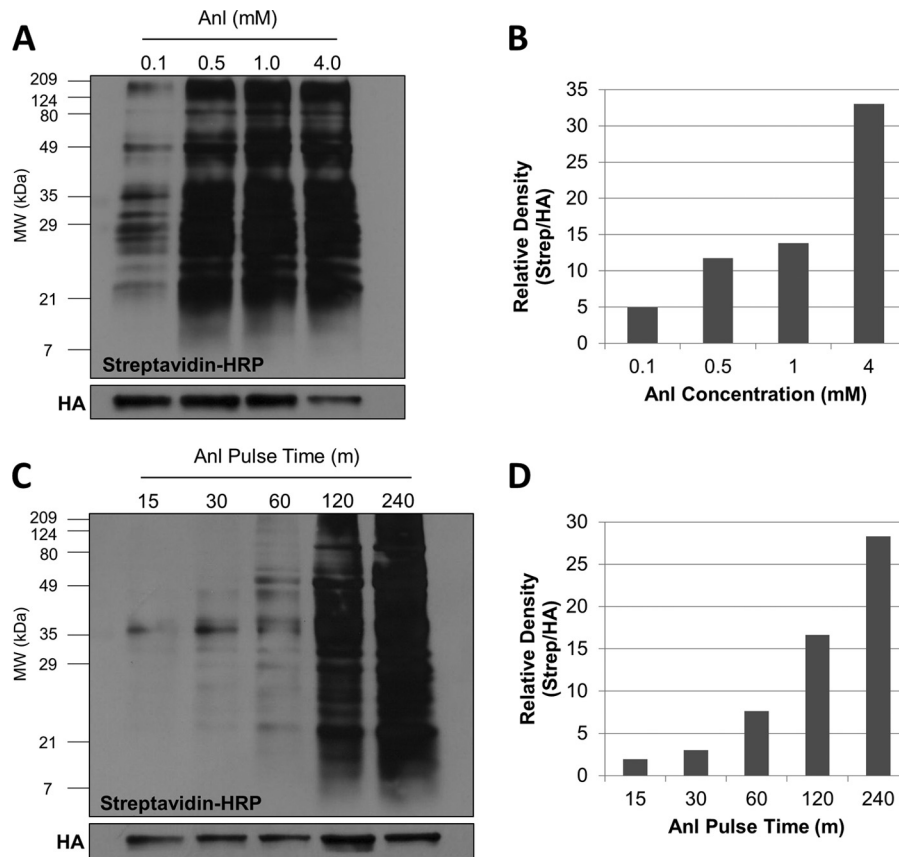 A
Anl (mM)
0.1 0.5 1.0 4.0
209
124
80
49
35
29
21
7
MW (kDa)
Streptavidin-HRP
HA
B
35
30
25
20
15
10
5
0
Relative Density
(Strep/HA)
0.1 0.5 1 4
Anl Concentration (mM)
C
Anl Pulse Time (m)
15 30 60 120 240
209
124
80
49
35
29
21
7
MW (kDa)
Streptavidin-HRP
HA
D
30
25
20
15
10
5
0
Relative Density
(Strep/HA)
15 30 60 120 240
Anl Pulse Time (m)